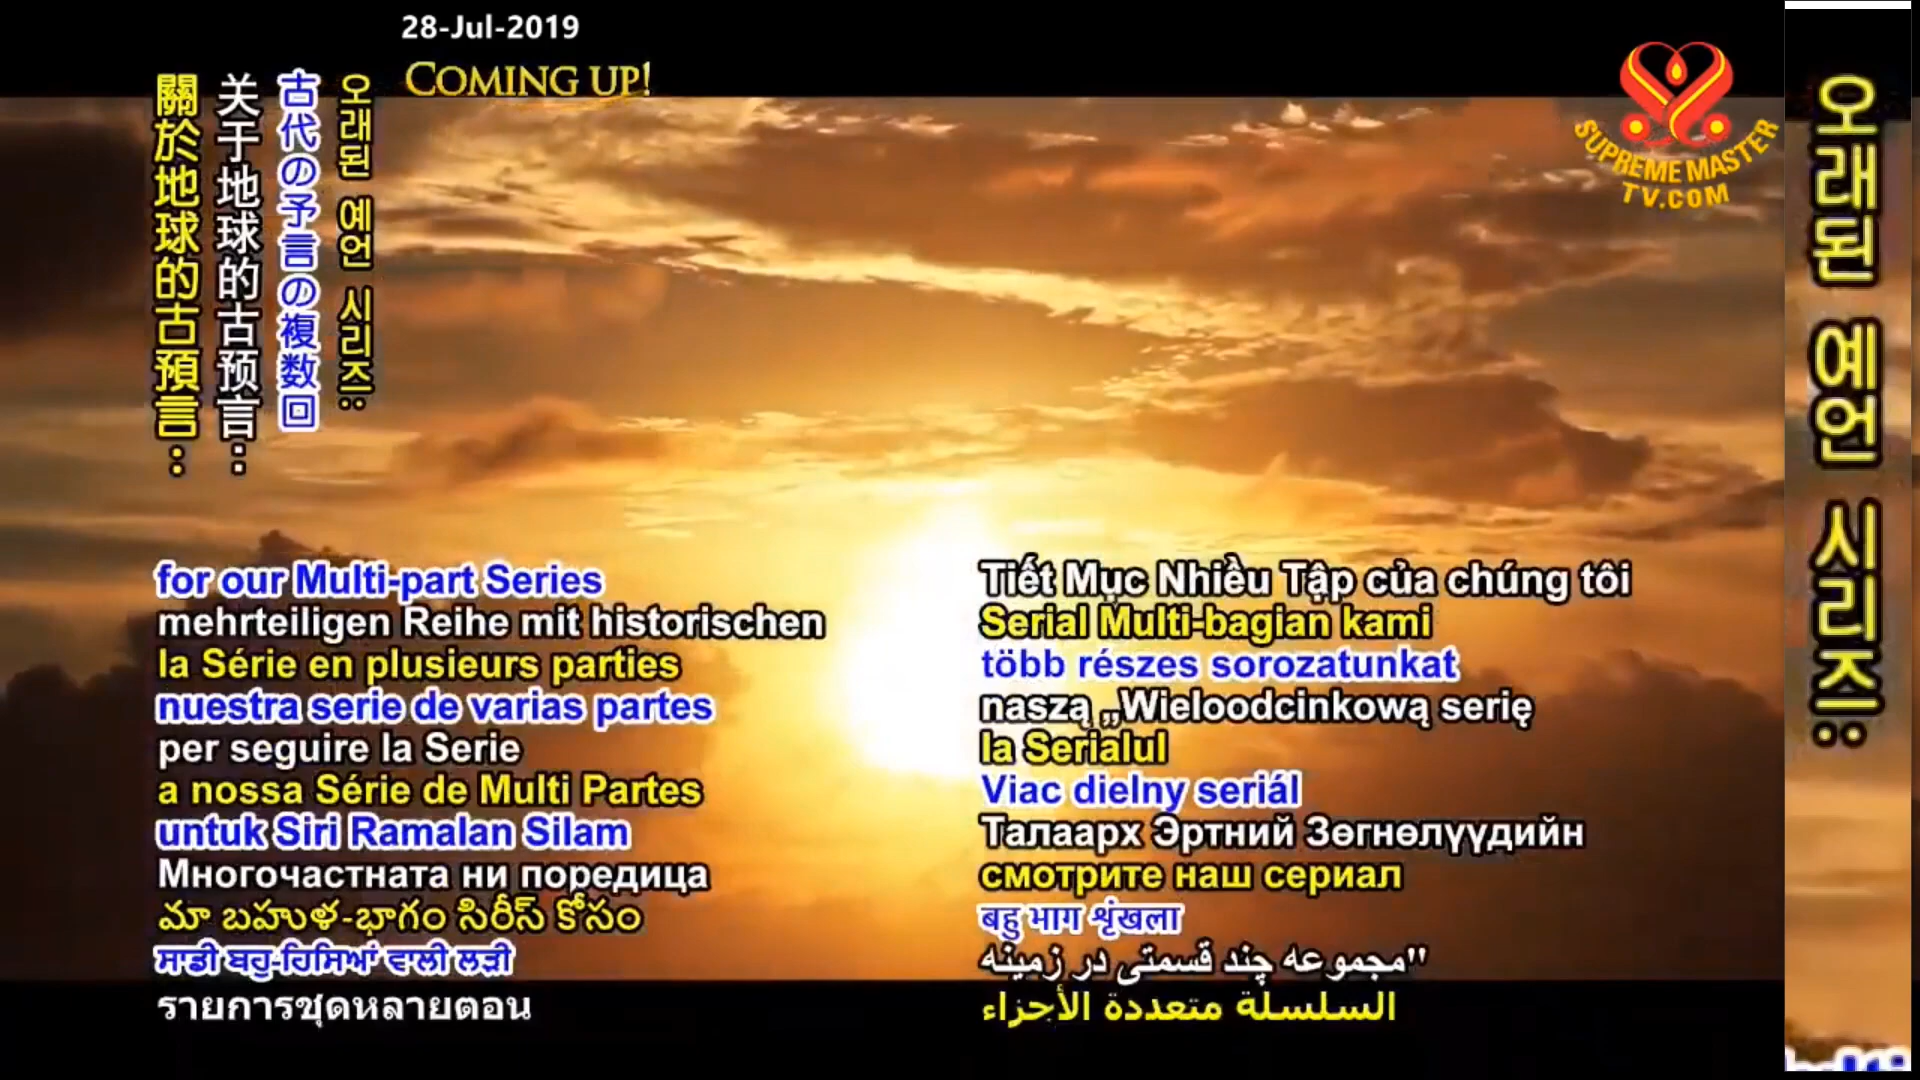 28-Jul-2019
COMING UP!
SUPREME MASTER
TV.COM
關於地球的古預言：
关于地球的古预言：
古代の予言の複数回
오래된 예언 시리즈:
for our Multi-part Series
mehrteiligen Reihe mit historischen
la Série en plusieurs parties
nuestra serie de varias partes
per seguire la Serie
a nossa Série de Multi Partes
untuk Siri Ramalan Silam
Многочастната ни поредица
మా బహుళ-భాగం సిరీస్ కోసం
ਸਾਡੀ ਬਹੁ-ਹਿਸਿਆਂ ਵਾਲੀ ਲੜੀ
รายการชุดหลายตอน
Tiết Mục Nhiều Tập của chúng tôi
Serial Multi-bagian kami
több részes sorozatunkat
naszą „Wieloodcinkową serię
la Serialul
Viac dielny seriál
Талаарх Эртний Зөгнөлүүдийн
смотрите наш сериал
बहु भाग शृंखला
"مجموعه چند قسمتی در زمینه
السلسلة متعددة الأجزاء
오래된 예언 시리즈: